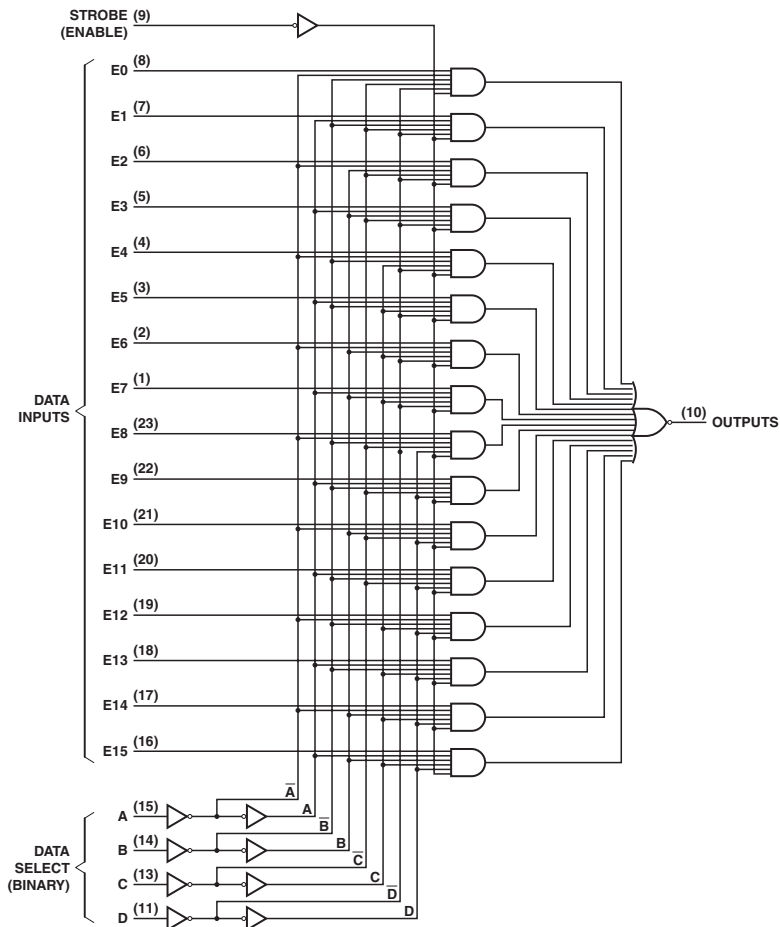 STROBE (9)
(ENABLE)
E0 (8)
E1 (7)
E2 (6)
E3 (5)
E4 (4)
E5 (3)
E6 (2)
E7 (1)
DATA
INPUTS
E8 (23)
E9 (22)
E10 (21)
E11 (20)
E12 (19)
E13 (18)
E14 (17)
E15 (16)
(10) OUTPUTS
A̅
A (15) A
B̅
B (14) B
C̅
DATA
SELECT
(BINARY)
C (13) C
D̅
D (11) D